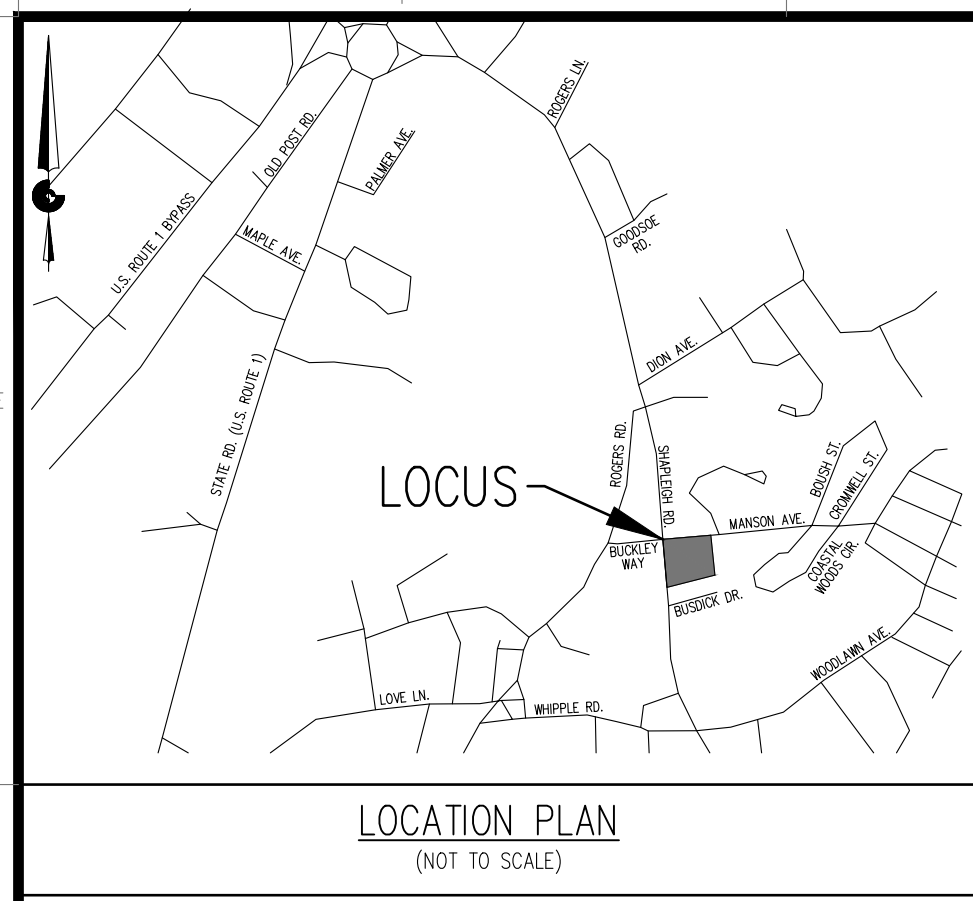 ROGERS LN.
OLD POST RD.
PALMER AVE.
U.S. ROUTE 1 BYPASS
MAPLE AVE.
GOODSOE
RD.
DION AVE.
STATE RD. (U.S. ROUTE 1)
ROGERS RD.
SHAPLEIGH RD.
BOUSH ST.
CROMWELL ST.
LOCUS
MANSON AVE.
BUCKLEY
WAY
COASTAL
WOODS CIR.
BUSDICK DR.
WOODLAWN AVE.
LOVE LN.
WHIPPLE RD.
LOCATION PLAN
(NOT TO SCALE)